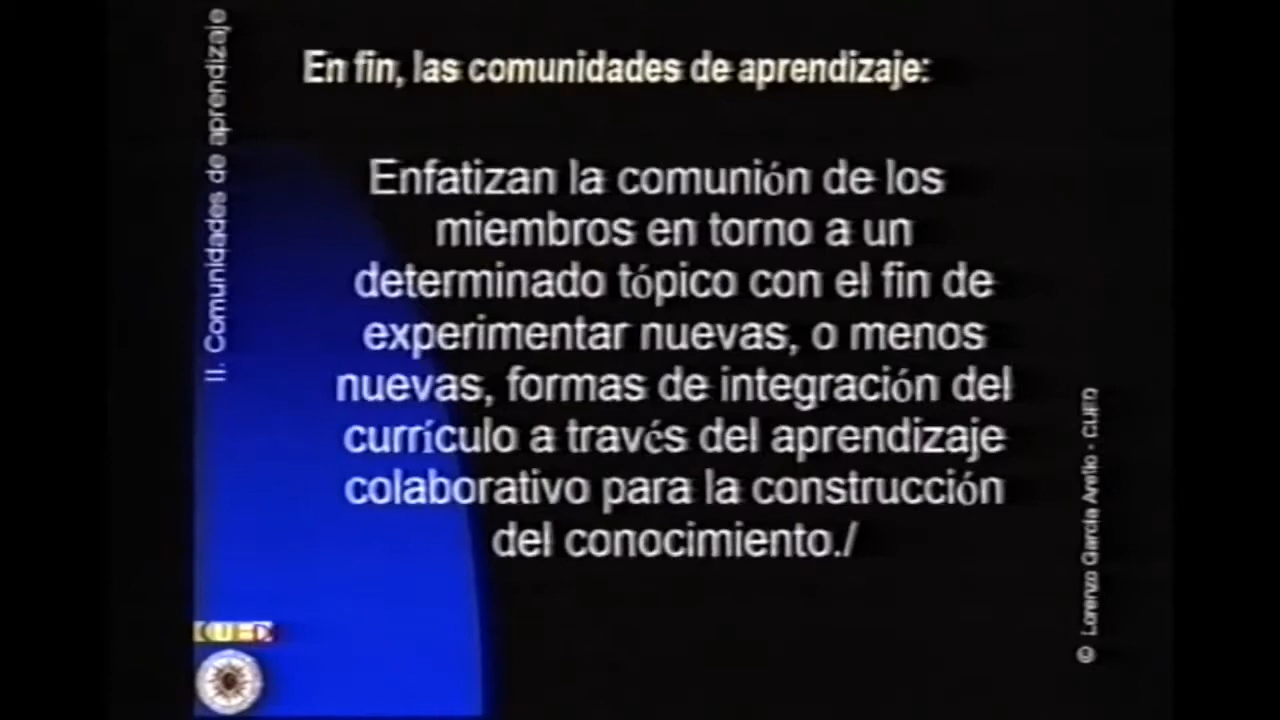 II. Comunidades de aprendizaje
En fin, las comunidades de aprendizaje:
Enfatizan la comunión de los
miembros en torno a un
determinado tópico con el fin de
experimentar nuevas, o menos
nuevas, formas de integración del
currículo a través del aprendizaje
colaborativo para la construcción
del conocimiento./
© Lorenzo García Aretio - CUED
CUED